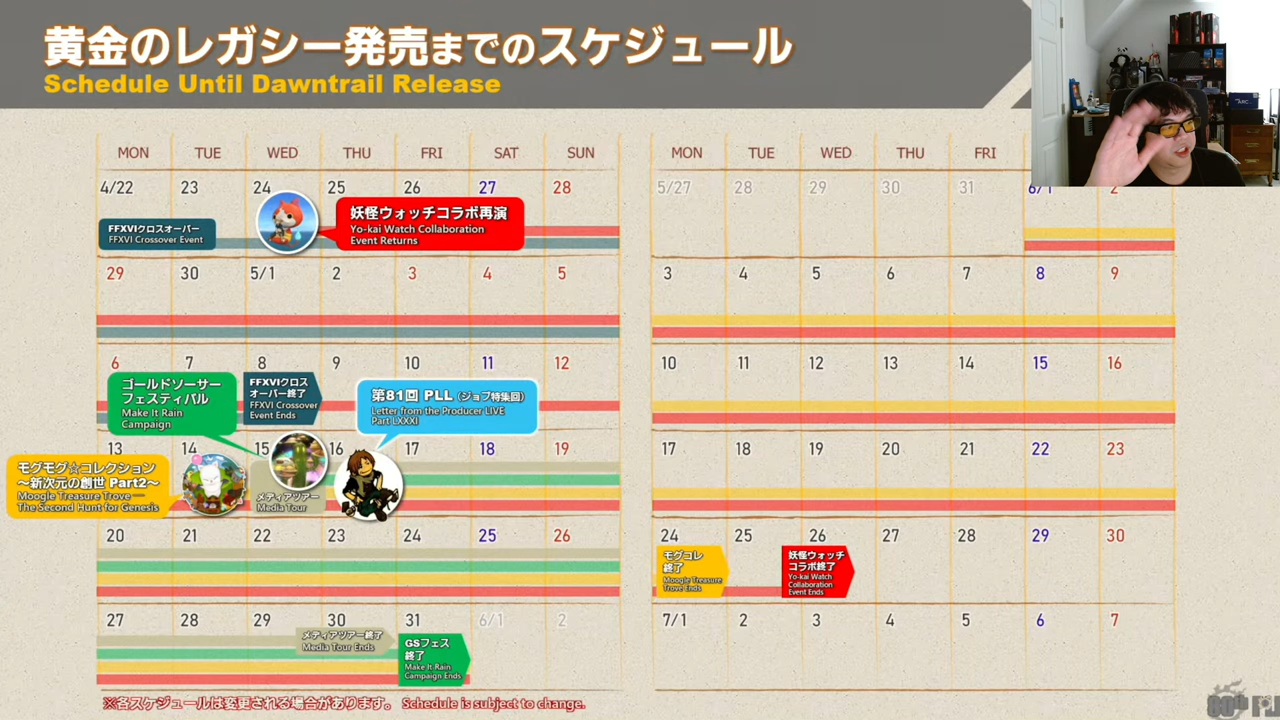 黄金のレガシー発売までのスケジュール
Schedule Until Dawntrail Release
MON TUE WED THU FRI SAT SUN
4/22 23 24 25 26 27 28
FFXVIクロスオーバー
FFXVI Crossover Event
妖怪ウォッチコラボ再演
Yo-kai Watch Collaboration
Event Returns
29 30 5/1 2 3 4 5
6 7 8 9 10 11 12
ゴールドソーサー
フェスティバル
Make It Rain
Campaign
FFXVIクロス
オーバー終了
FFXVI Crossover
Event Ends
第81回 PLL (ジョブ特集回)
Letter from the Producer LIVE
Part LXXXI
13 14 15 16 17 18 19
モグモグ☆コレクション
～新次元の創世 Part2～
Moogle Treasure Trove
The Second Hunt for Genesis
メディアツアー
Media Tour
20 21 22 23 24 25 26
27 28 29 30 31 6/1 2
メディアツアー終了
Media Tour Ends
GSフェス
終了
Make It Rain
Campaign Ends
※各スケジュールは変更される場合があります。 Schedule is subject to change.
MON TUE WED THU FRI
5/27 28 29 30 31 6/1 2
3 4 5 6 7 8 9
10 11 12 13 14 15 16
17 18 19 20 21 22 23
24 25 26 27 28 29 30
モグコレ
終了
Moogle Treasure
Trove Ends
妖怪ウォッチ
コラボ終了
Yo-kai Watch
Collaboration
Event Ends
7/1 2 3 4 5 6 7